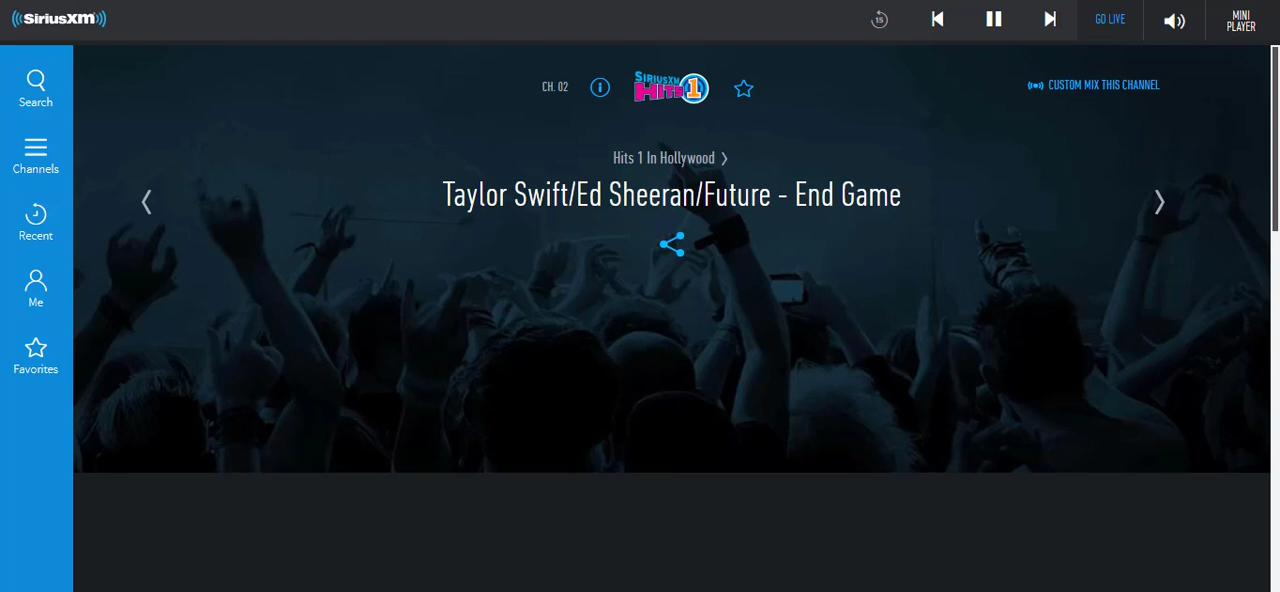 SiriusXM
15
GO LIVE
MINI
PLAYER
Search
Channels
Recent
Me
Favorites
CH. 02
i
SIRIUSXM
HITS 1
CUSTOM MIX THIS CHANNEL
Hits 1 In Hollywood
Taylor Swift/Ed Sheeran/Future - End Game